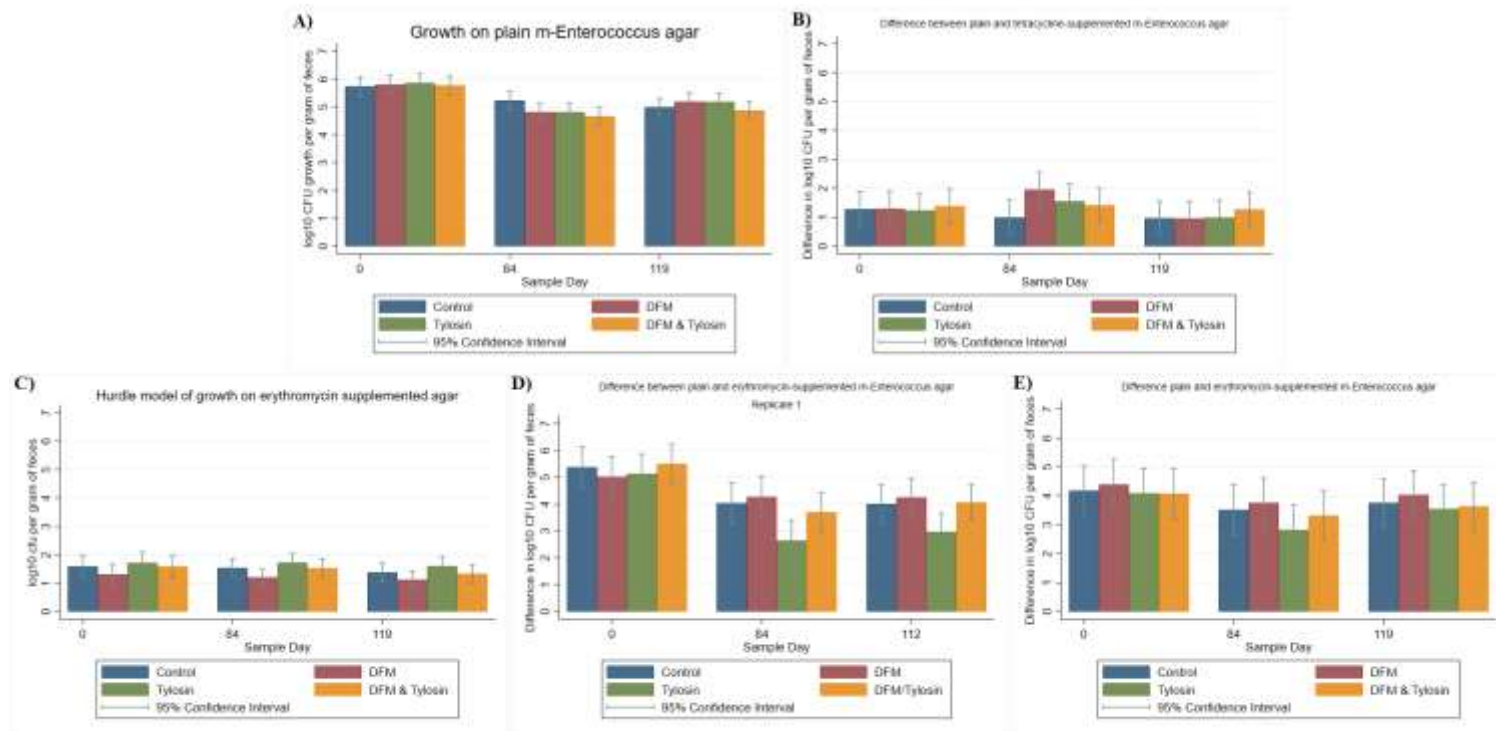 A)
Growth on plain m-Enterococcus agar
log10 CFU growth per gram of feces
0 1 2 3 4 5 6 7
0 84 119
Sample Day
Control DFM
Tylosin DFM & Tylosin
95% Confidence Interval
B)
Difference between plain and tetracycline-supplemented m-Enterococcus agar
Difference in log10 CFU per gram of feces
0 1 2 3 4 5 6 7
0 84 119
Sample Day
Control DFM
Tylosin DFM & Tylosin
95% Confidence Interval
C)
Hurdle model of growth on erythromycin supplemented agar
log10 cfu per gram of feces
0 1 2 3 4 5 6 7
0 84 119
Sample Day
Control DFM
Tylosin DFM & Tylosin
95% Confidence Interval
D)
Difference between plain and erythromycin-supplemented m-Enterococcus agar
Replicate 1
Difference in log10 CFU per gram of feces
0 1 2 3 4 5 6 7
0 84 112
Sample Day
Control DFM
Tylosin DFM/Tylosin
95% Confidence Interval
E)
Difference plain and erythromycin-supplemented m-Enterococcus agar
Difference in log10 CFU per gram of feces
0 1 2 3 4 5 6 7
0 84 119
Sample Day
Control DFM
Tylosin DFM & Tylosin
95% Confidence Interval